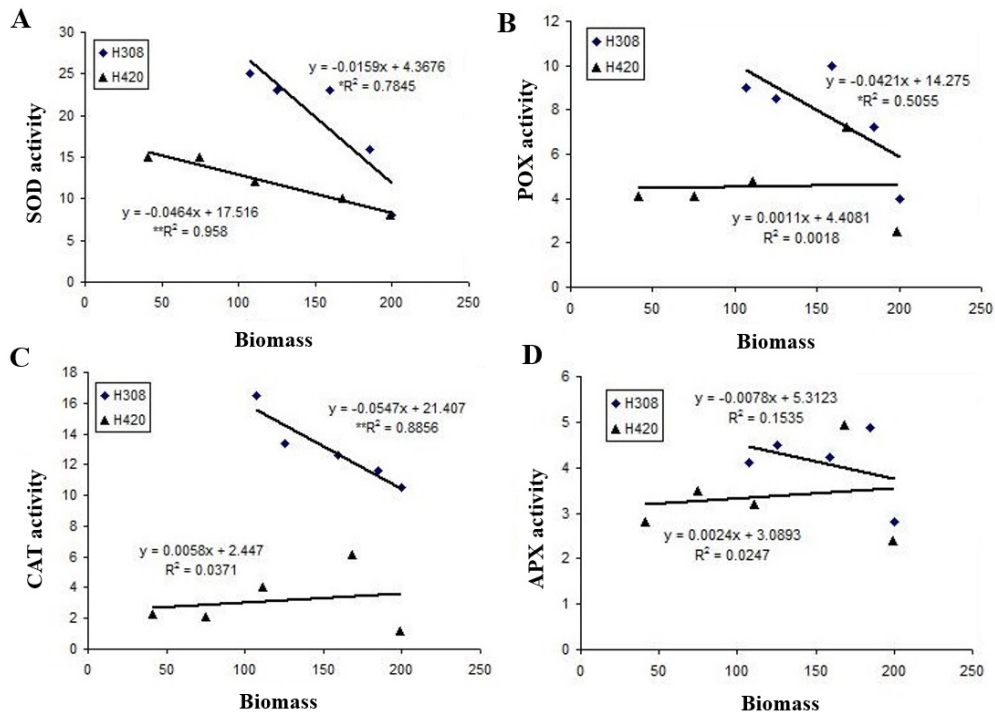 A
SOD activity
30
25
20
15
10
5
0
H308
H420
y = -0.0159x + 4.3676
*R² = 0.7845
y = -0.0464x + 17.516
**R² = 0.958
0 50 100 150 200 250
Biomass
B
POX activity
12
10
8
6
4
2
0
H308
H420
y = -0.0421x + 14.275
*R² = 0.5055
y = 0.0011x + 4.4081
R² = 0.0018
0 50 100 150 200 250
Biomass
C
CAT activity
18
16
14
12
10
8
6
4
2
0
H308
H420
y = -0.0547x + 21.407
**R² = 0.8856
y = 0.0058x + 2.447
R² = 0.0371
0 50 100 150 200 250
Biomass
D
APX activity
6
5
4
3
2
1
0
H308
H420
y = -0.0078x + 5.3123
R² = 0.1535
y = 0.0024x + 3.0893
R² = 0.0247
0 50 100 150 200 250
Biomass